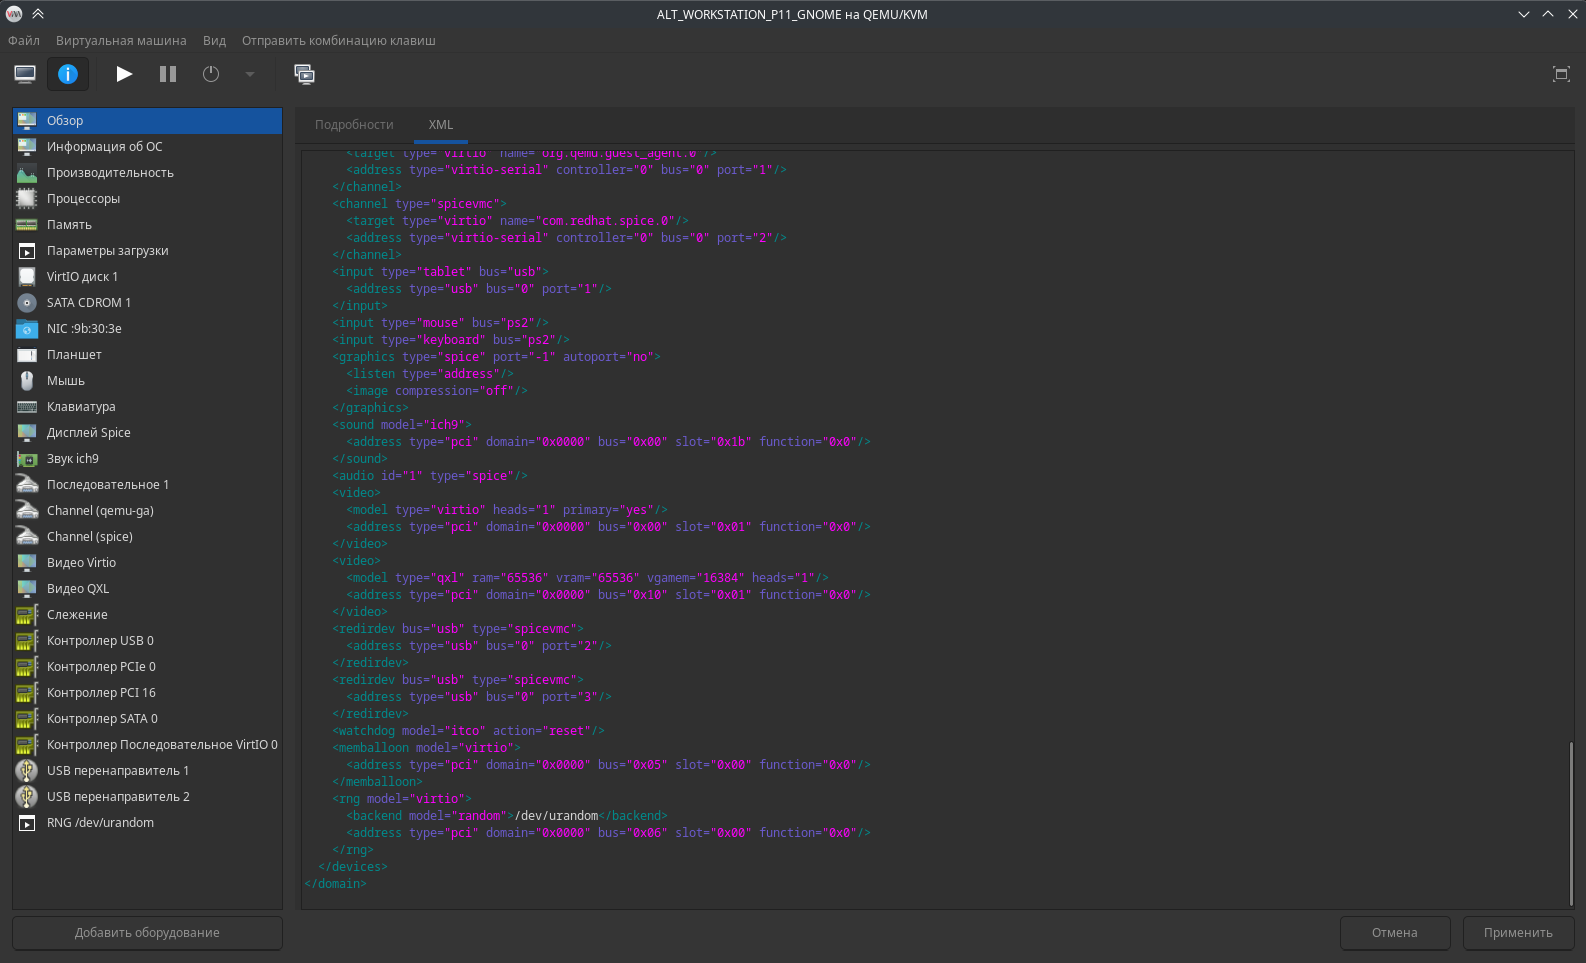 ALT_WORKSTATION_P11_GNOME на QEMU/KVM
Файл Виртуальная машина Вид Отправить комбинацию клавиш
Обзор
Информация об ОС
Производительность
Процессоры
Память
Параметры загрузки
VirtIO диск 1
SATA CDROM 1
NIC :9b:30:3e
Планшет
Мышь
Клавиатура
Дисплей Spice
Звук ich9
Последовательное 1
Channel (qemu-ga)
Channel (spice)
Видео Virtio
Видео QXL
Слежение
Контроллер USB 0
Контроллер PCIe 0
Контроллер PCI 16
Контроллер SATA 0
Контроллер Последовательное VirtIO 0
USB перенаправитель 1
USB перенаправитель 2
RNG /dev/urandom
Добавить оборудование
Подробности XML
<target type="virtio" name="org.qemu.guest_agent.0"/>
<address type="virtio-serial" controller="0" bus="0" port="1"/>
</channel>
<channel type="spicevmc">
<target type="virtio" name="com.redhat.spice.0"/>
<address type="virtio-serial" controller="0" bus="0" port="2"/>
</channel>
<input type="tablet" bus="usb">
<address type="usb" bus="0" port="1"/>
</input>
<input type="mouse" bus="ps2"/>
<input type="keyboard" bus="ps2"/>
<graphics type="spice" port="-1" autoport="no">
<listen type="address"/>
<image compression="off"/>
</graphics>
<sound model="ich9">
<address type="pci" domain="0x0000" bus="0x00" slot="0x1b" function="0x0"/>
</sound>
<audio id="1" type="spice"/>
<video>
<model type="virtio" heads="1" primary="yes"/>
<address type="pci" domain="0x0000" bus="0x00" slot="0x01" function="0x0"/>
</video>
<video>
<model type="qxl" ram="65536" vram="65536" vgamem="16384" heads="1"/>
<address type="pci" domain="0x0000" bus="0x10" slot="0x01" function="0x0"/>
</video>
<redirdev bus="usb" type="spicevmc">
<address type="usb" bus="0" port="2"/>
</redirdev>
<redirdev bus="usb" type="spicevmc">
<address type="usb" bus="0" port="3"/>
</redirdev>
<watchdog model="itco" action="reset"/>
<memballoon model="virtio">
<address type="pci" domain="0x0000" bus="0x05" slot="0x00" function="0x0"/>
</memballoon>
<rng model="virtio">
<backend model="random">/dev/urandom</backend>
<address type="pci" domain="0x0000" bus="0x06" slot="0x00" function="0x0"/>
</rng>
</devices>
</domain>
Отмена Применить